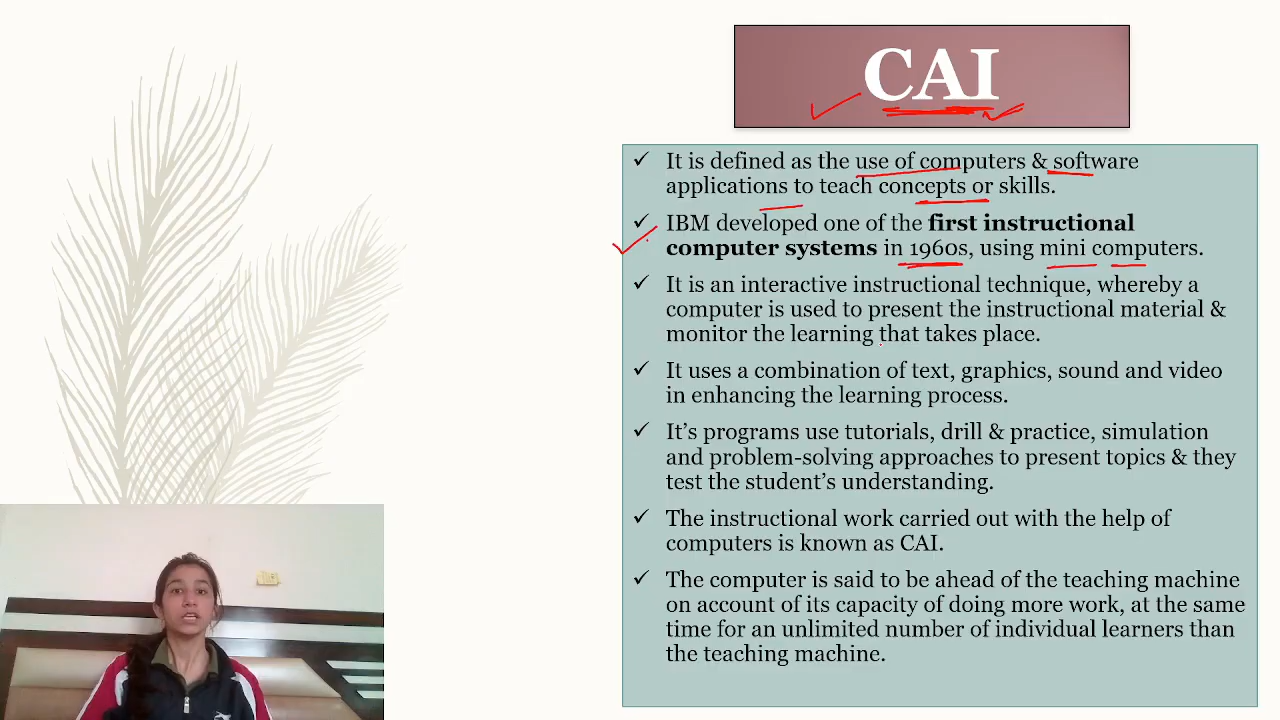 CAI
It is defined as the use of computers & software
applications to teach concepts or skills.
IBM developed one of the first instructional
computer systems in 1960s, using mini computers.
It is an interactive instructional technique, whereby a
computer is used to present the instructional material &
monitor the learning that takes place.
It uses a combination of text, graphics, sound and video
in enhancing the learning process.
It’s programs use tutorials, drill & practice, simulation
and problem-solving approaches to present topics & they
test the student’s understanding.
The instructional work carried out with the help of
computers is known as CAI.
The computer is said to be ahead of the teaching machine
on account of its capacity of doing more work, at the same
time for an unlimited number of individual learners than
the teaching machine.